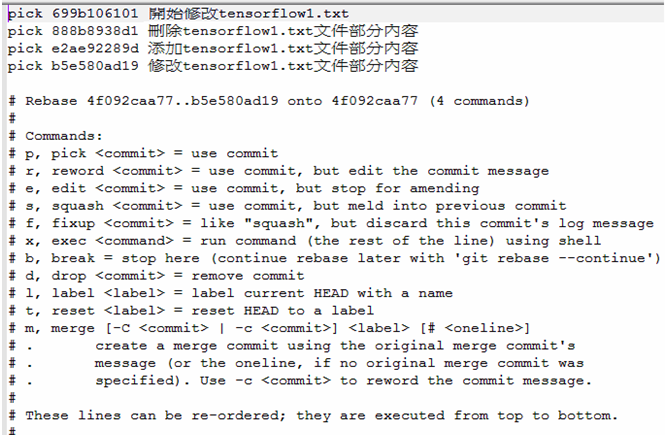 pick 699b106101 開始修改tensorflow1.txt
pick 888b8938d1 刪除tensorflow1.txt文件部分內容
pick e2ae92289d 添加tensorflow1.txt文件部分內容
pick b5e580ad19 修改tensorflow1.txt文件部分內容

# Rebase 4f092caa77..b5e580ad19 onto 4f092caa77 (4 commands)
#
# Commands:
# p, pick <commit> = use commit
# r, reword <commit> = use commit, but edit the commit message
# e, edit <commit> = use commit, but stop for amending
# s, squash <commit> = use commit, but meld into previous commit
# f, fixup <commit> = like "squash", but discard this commit's log message
# x, exec <command> = run command (the rest of the line) using shell
# b, break = stop here (continue rebase later with 'git rebase --continue')
# d, drop <commit> = remove commit
# l, label <label> = label current HEAD with a name
# t, reset <label> = reset HEAD to a label
# m, merge [-C <commit> | -c <commit>] <label> [# <oneline>]
# .       create a merge commit using the original merge commit's
# .       message (or the oneline, if no original merge commit was
# .       specified). Use -c <commit> to reword the commit message.
#
# These lines can be re-ordered; they are executed from top to bottom.
#